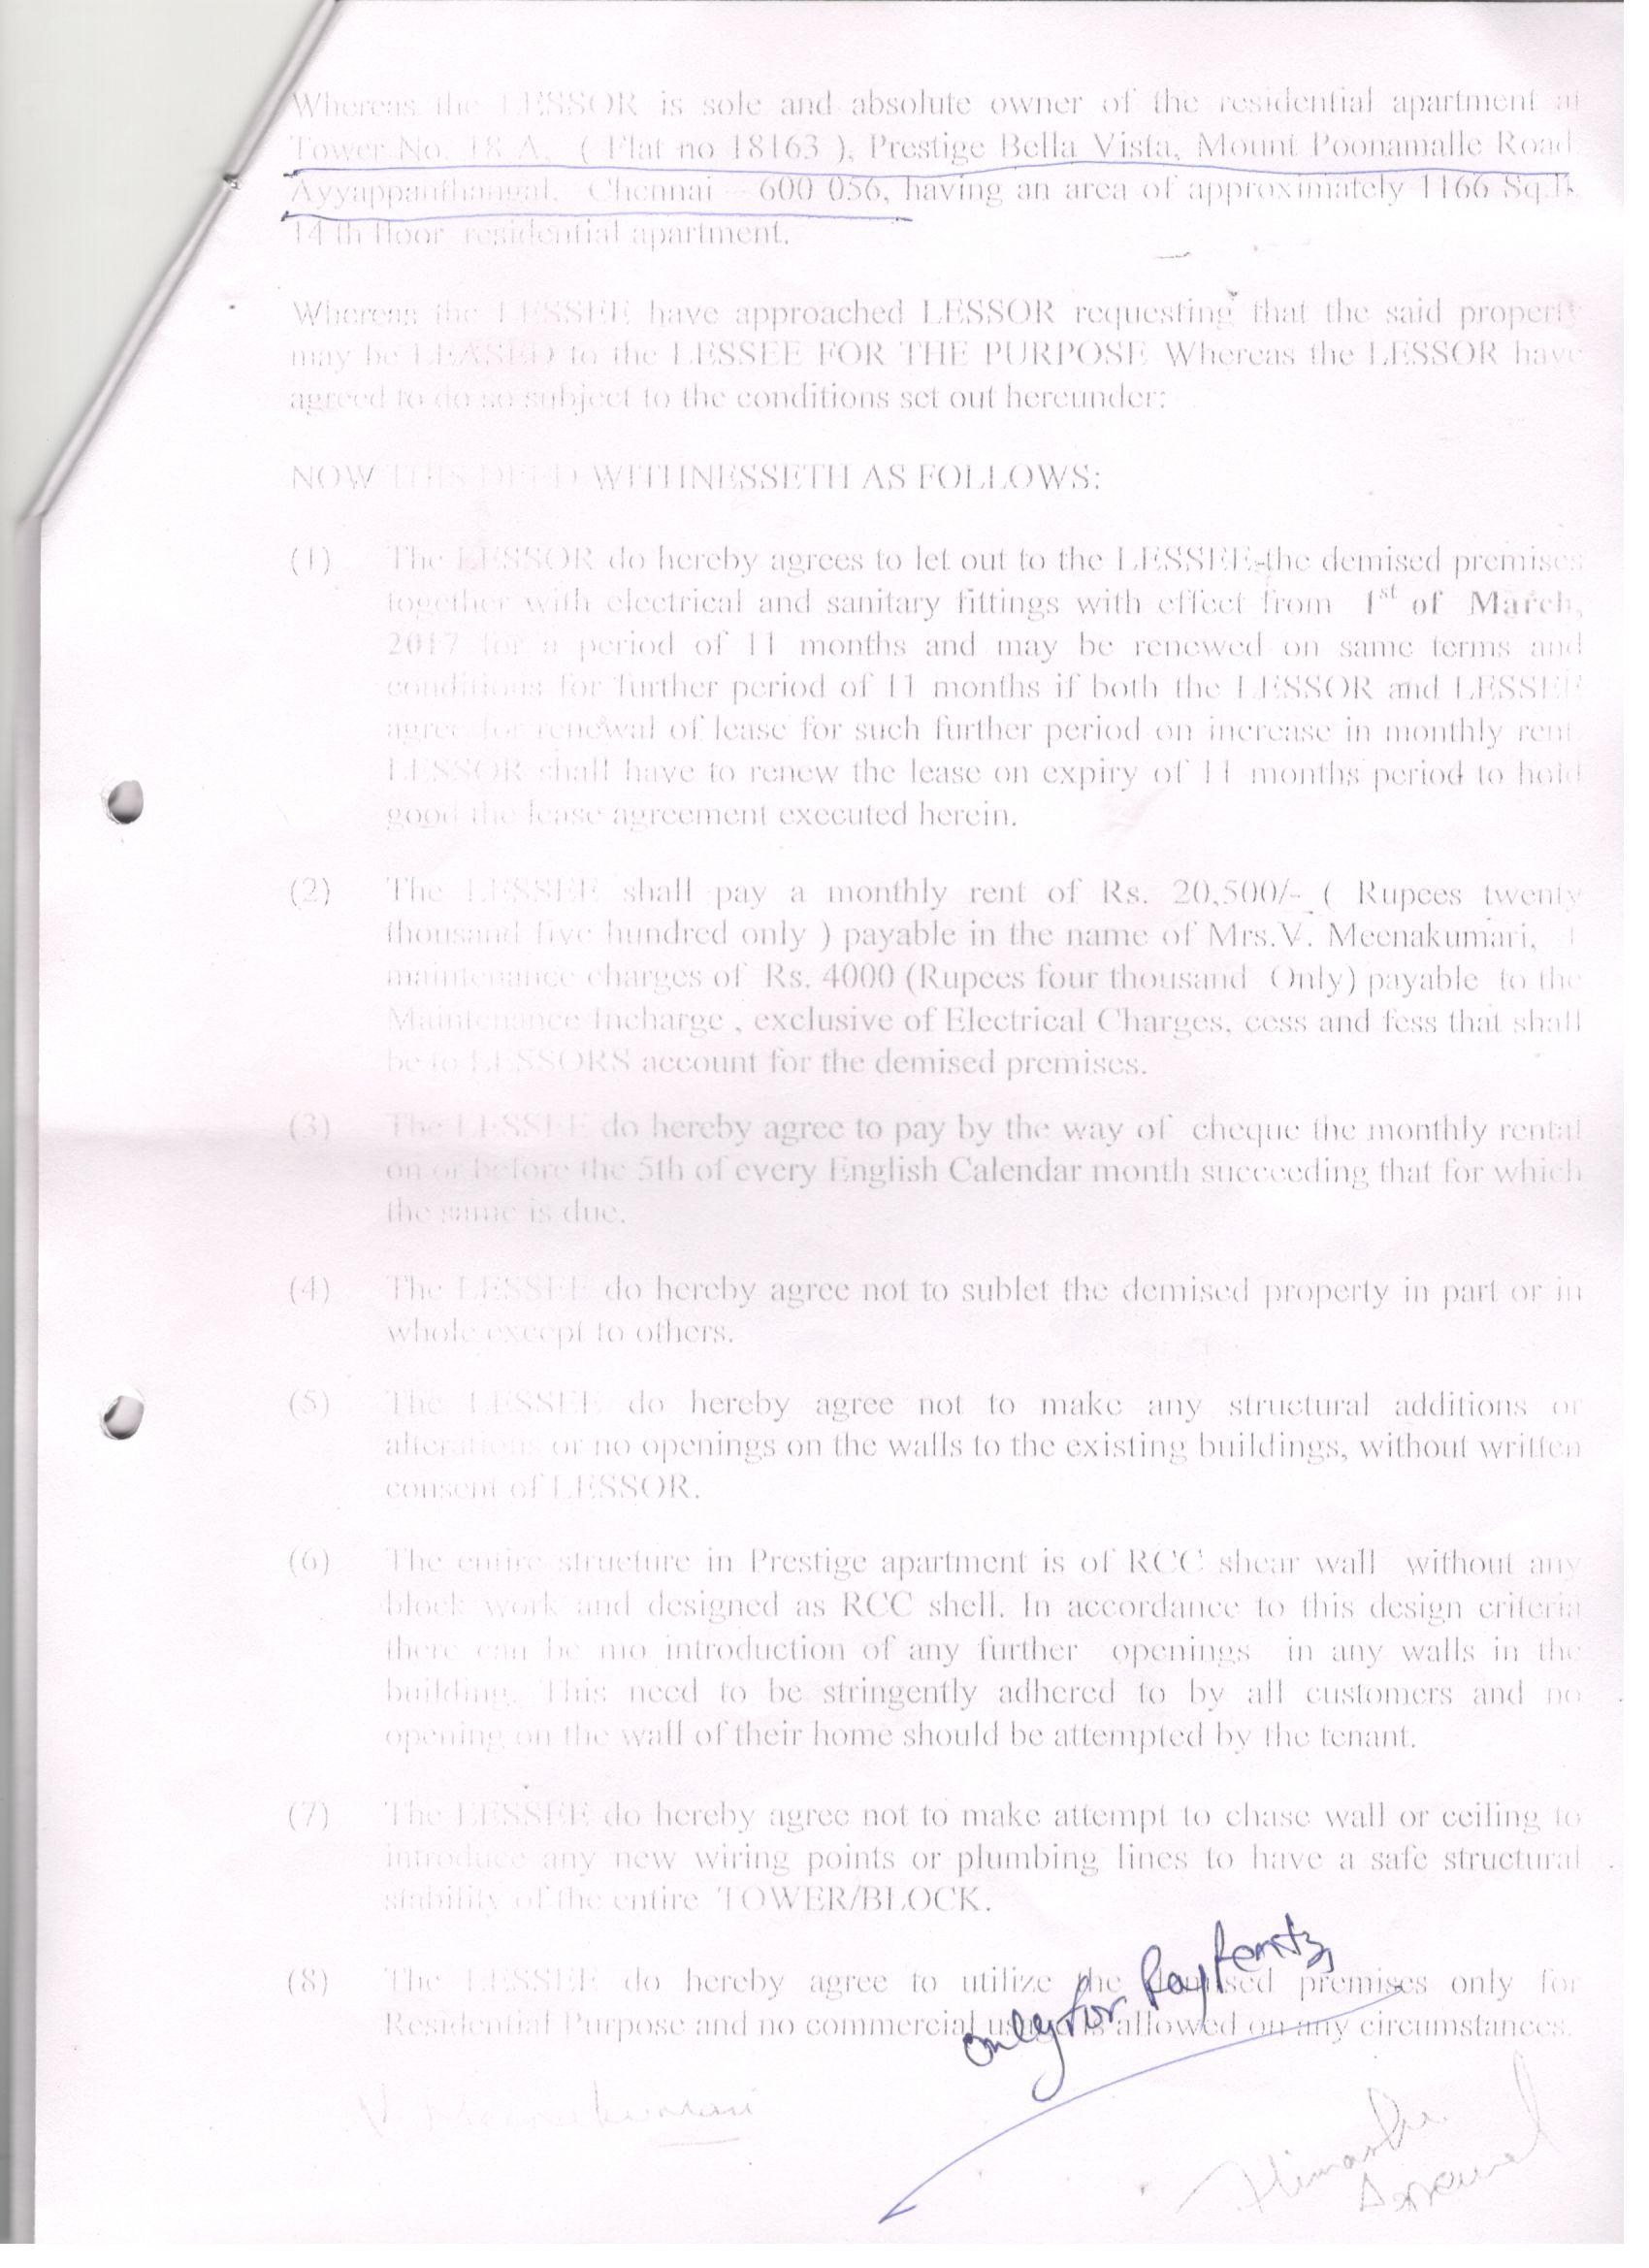 Whereas the LESSOR is sole and absolute owner of the residential apartment at
Tower No. 18 A, ( Flat no 18163 ), Prestige Bella Vista, Mount Poonamalle Road,
Ayyappanthangal, Chennai – 600 056, having an area of approximately 1166 Sq.ft.
14 th floor residential apartment.
Whereas the LESSEE have approached LESSOR requesting that the said property
may be LEASED to the LESSEE FOR THE PURPOSE Whereas the LESSOR have
agreed to do so subject to the conditions set out hereunder:
NOW THIS DEED WITHNESSETH AS FOLLOWS:
(1) The LESSOR do hereby agrees to let out to the LESSEE the demised premises
together with electrical and sanitary fittings with effect from 1st of March,
2017 for a period of 11 months and may be renewed on same terms and
conditions for further period of 11 months if both the LESSOR and LESSEE
agree for renewal of lease for such further period on increase in monthly rent.
LESSOR shall have to renew the lease on expiry of 11 months period to hold
good the lease agreement executed herein.
(2) The LESSEE shall pay a monthly rent of Rs. 20,500/- ( Rupees twenty
thousand five hundred only ) payable in the name of Mrs.V. Meenakumari,
maintenance charges of Rs. 4000 (Rupees four thousand Only) payable to the
Maintenance Incharge , exclusive of Electrical Charges, cess and fess that shall
be to LESSORS account for the demised premises.
(3) The LESSEE do hereby agree to pay by the way of cheque the monthly rental
on or before the 5th of every English Calendar month succeeding that for which
the same is due.
(4) The LESSEE do hereby agree not to sublet the demised property in part or in
whole except to others.
(5) The LESSEE do hereby agree not to make any structural additions or
alterations or no openings on the walls to the existing buildings, without written
consent of LESSOR.
(6) The entire structure in Prestige apartment is of RCC shear wall without any
block work and designed as RCC shell. In accordance to this design criteria
there can be mo introduction of any further openings in any walls in the
building. This need to be stringently adhered to by all customers and no
opening on the wall of their home should be attempted by the tenant.
(7) The LESSEE do hereby agree not to make attempt to chase wall or ceiling to
introduce any new wiring points or plumbing lines to have a safe structural
stability of the entire TOWER/BLOCK.
(8) The LESSEE do hereby agree to utilize the demised premises only for
Residential Purpose and no commercial usage is allowed on any circumstances.
only for Pay Rentz
V. Meenakumari
Himanshu